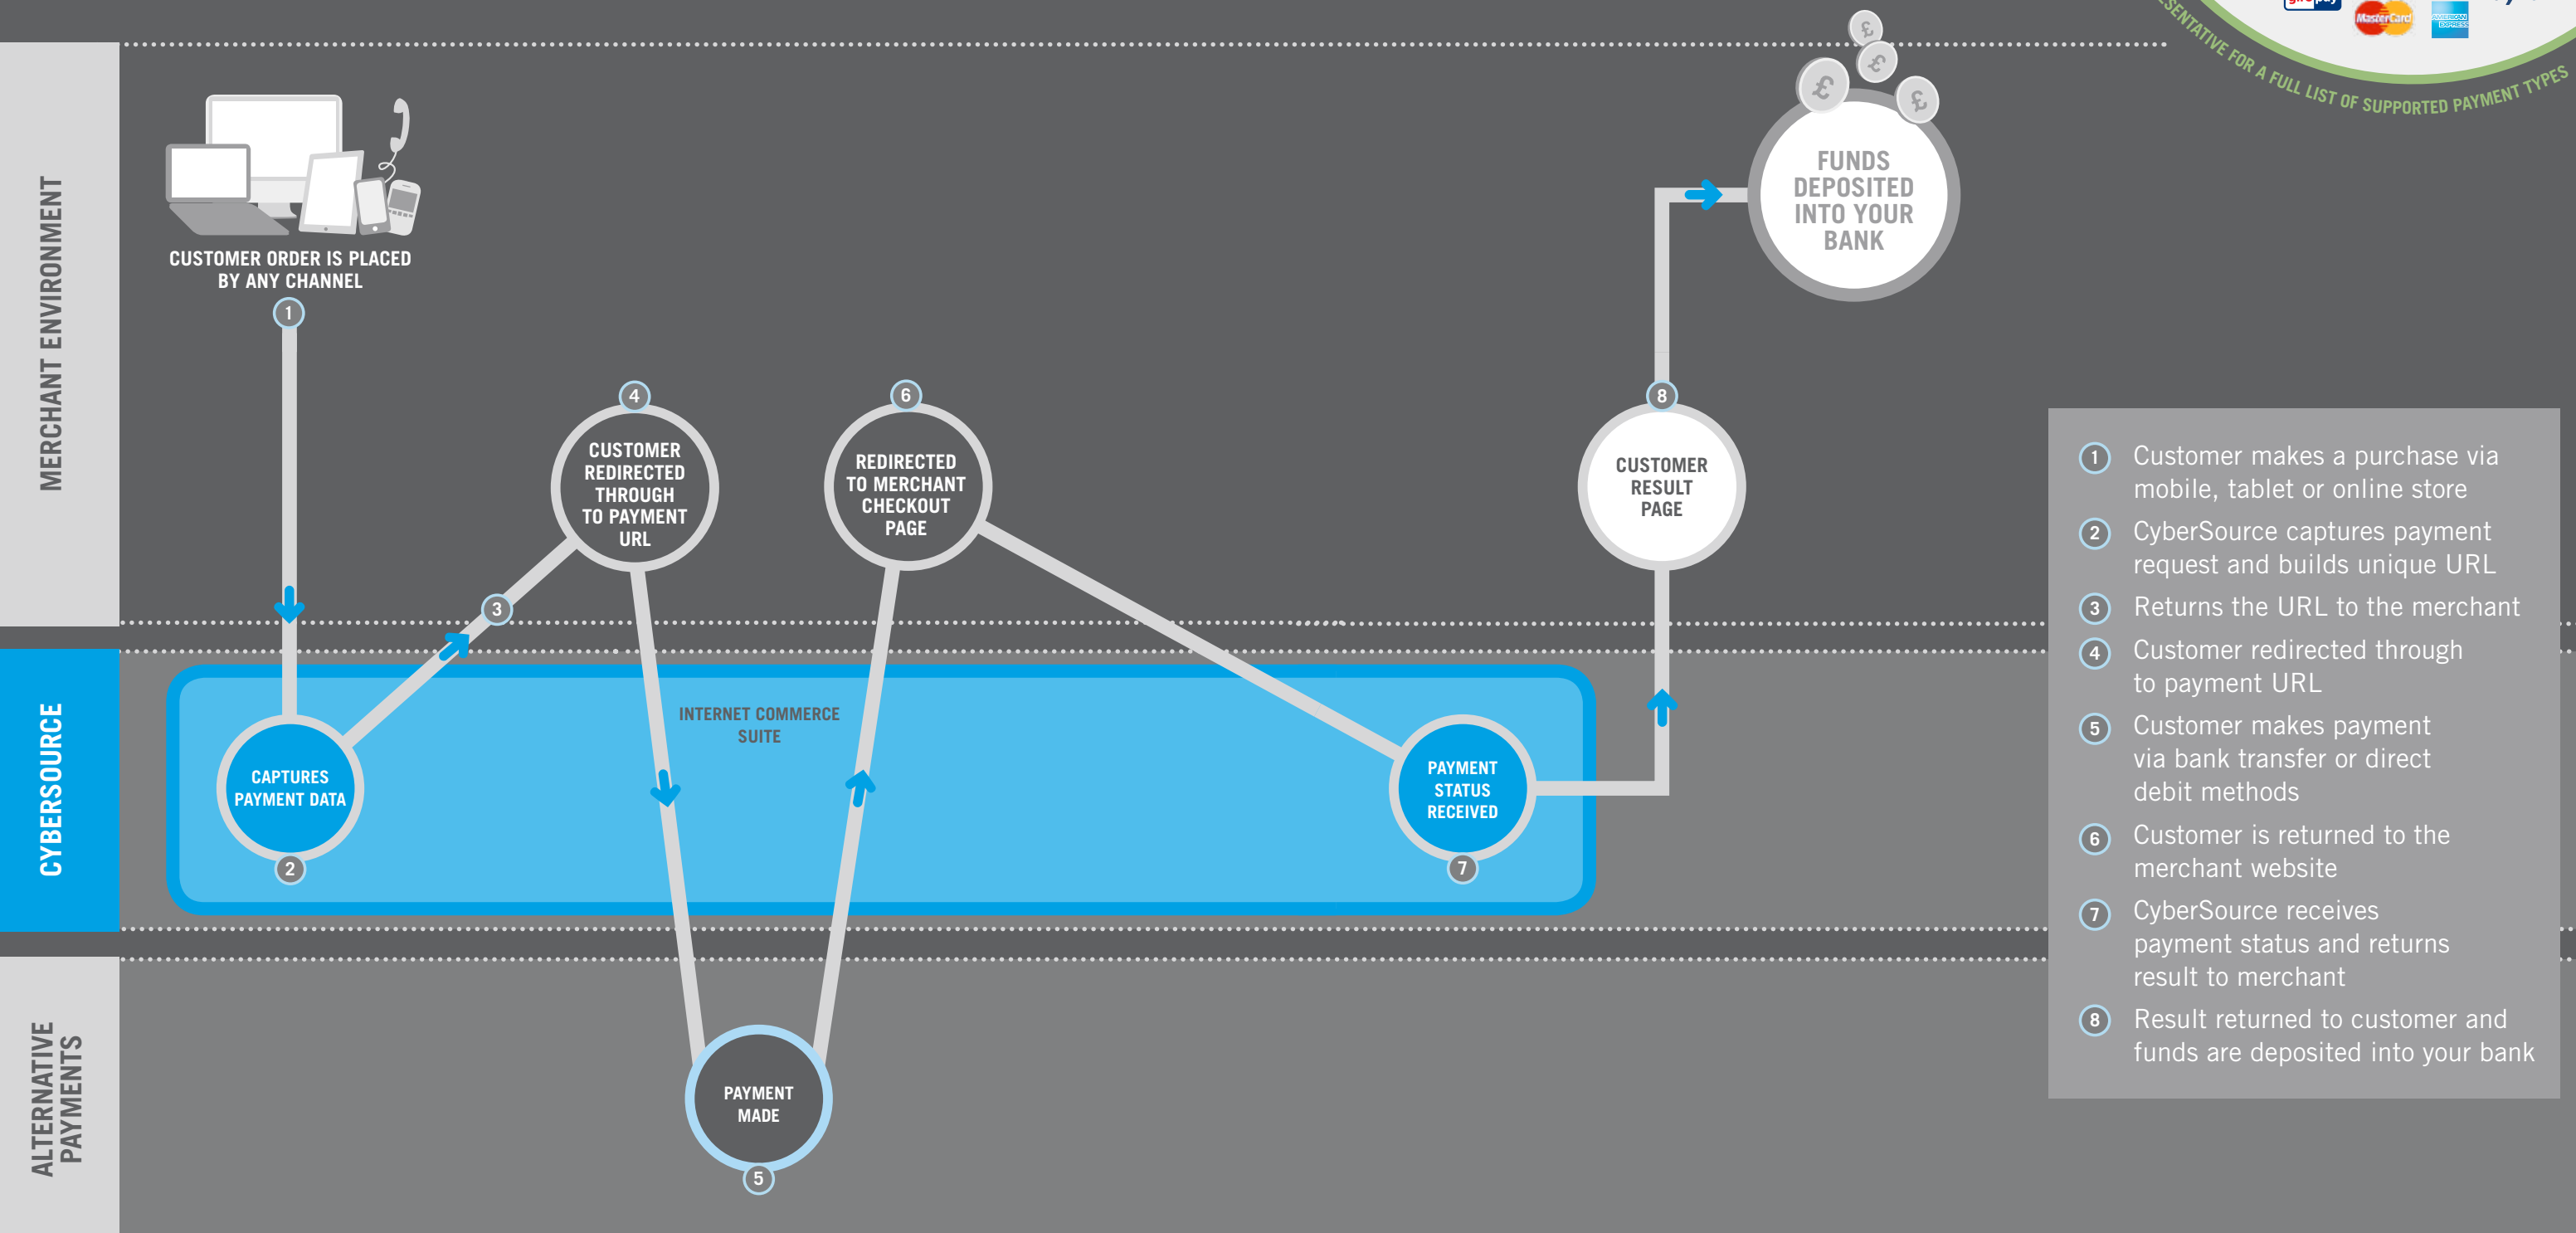 MasterCard
AMERICAN
EXPRESS
FOR A FULL LIST OF SUPPORTED PAYMENT TYPES
£
£
£
£
MERCHANT ENVIRONMENT
CUSTOMER ORDER IS PLACED
BY ANY CHANNEL
1
FUNDS
DEPOSITED
INTO YOUR
BANK
4
CUSTOMER
REDIRECTED
THROUGH
TO PAYMENT
URL
6
REDIRECTED
TO MERCHANT
CHECKOUT
PAGE
8
CUSTOMER
RESULT
PAGE
3
CYBERSOURCE
INTERNET COMMERCE
SUITE
CAPTURES
PAYMENT DATA
2
PAYMENT
STATUS
RECEIVED
7
ALTERNATIVE
PAYMENTS
PAYMENT
MADE
5
1 Customer makes a purchase via
mobile, tablet or online store
2 CyberSource captures payment
request and builds unique URL
3 Returns the URL to the merchant
4 Customer redirected through
to payment URL
5 Customer makes payment
via bank transfer or direct
debit methods
6 Customer is returned to the
merchant website
7 CyberSource receives
payment status and returns
result to merchant
8 Result returned to customer and
funds are deposited into your bank